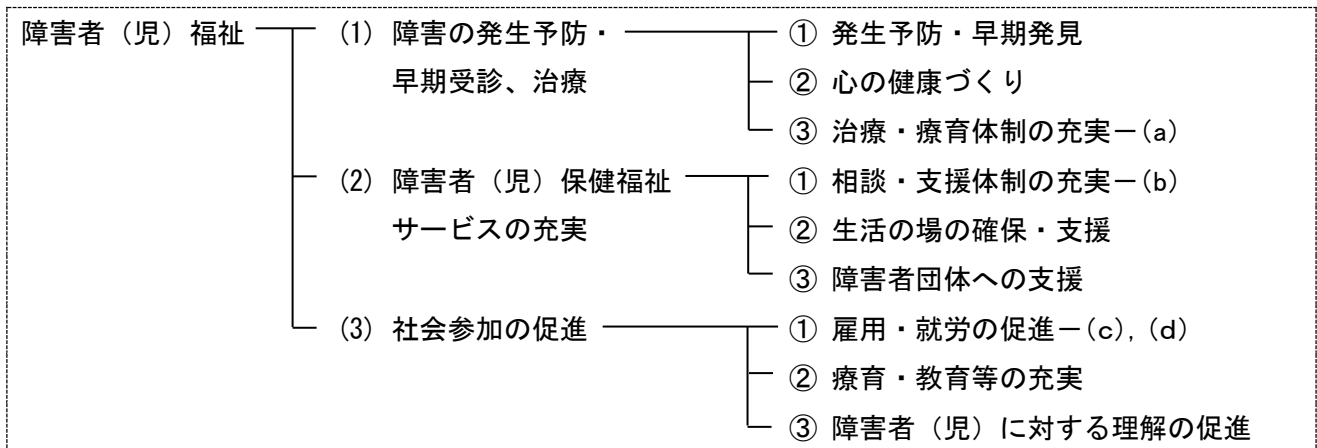 障害者（児）福祉 (1) 障害の発生予防・ ① 発生予防・早期発見
早期受診、治療 ② 心の健康づくり
③ 治療・療育体制の充実－(a)
(2) 障害者（児）保健福祉 ① 相談・支援体制の充実－(b)
サービスの充実 ② 生活の場の確保・支援
③ 障害者団体への支援
(3) 社会参加の促進 ① 雇用・就労の促進－(c), (d)
② 療育・教育等の充実
③ 障害者（児）に対する理解の促進